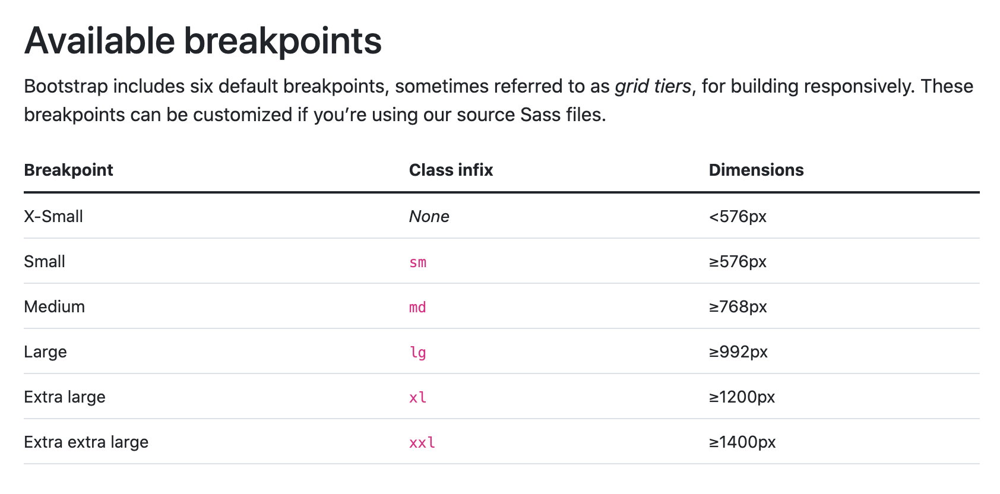 Available breakpoints
Bootstrap includes six default breakpoints, sometimes referred to as grid tiers, for building responsively. These
breakpoints can be customized if you’re using our source Sass files.
Breakpoint Class infix Dimensions
X-Small None <576px
Small sm ≥576px
Medium md ≥768px
Large lg ≥992px
Extra large xl ≥1200px
Extra extra large xxl ≥1400px